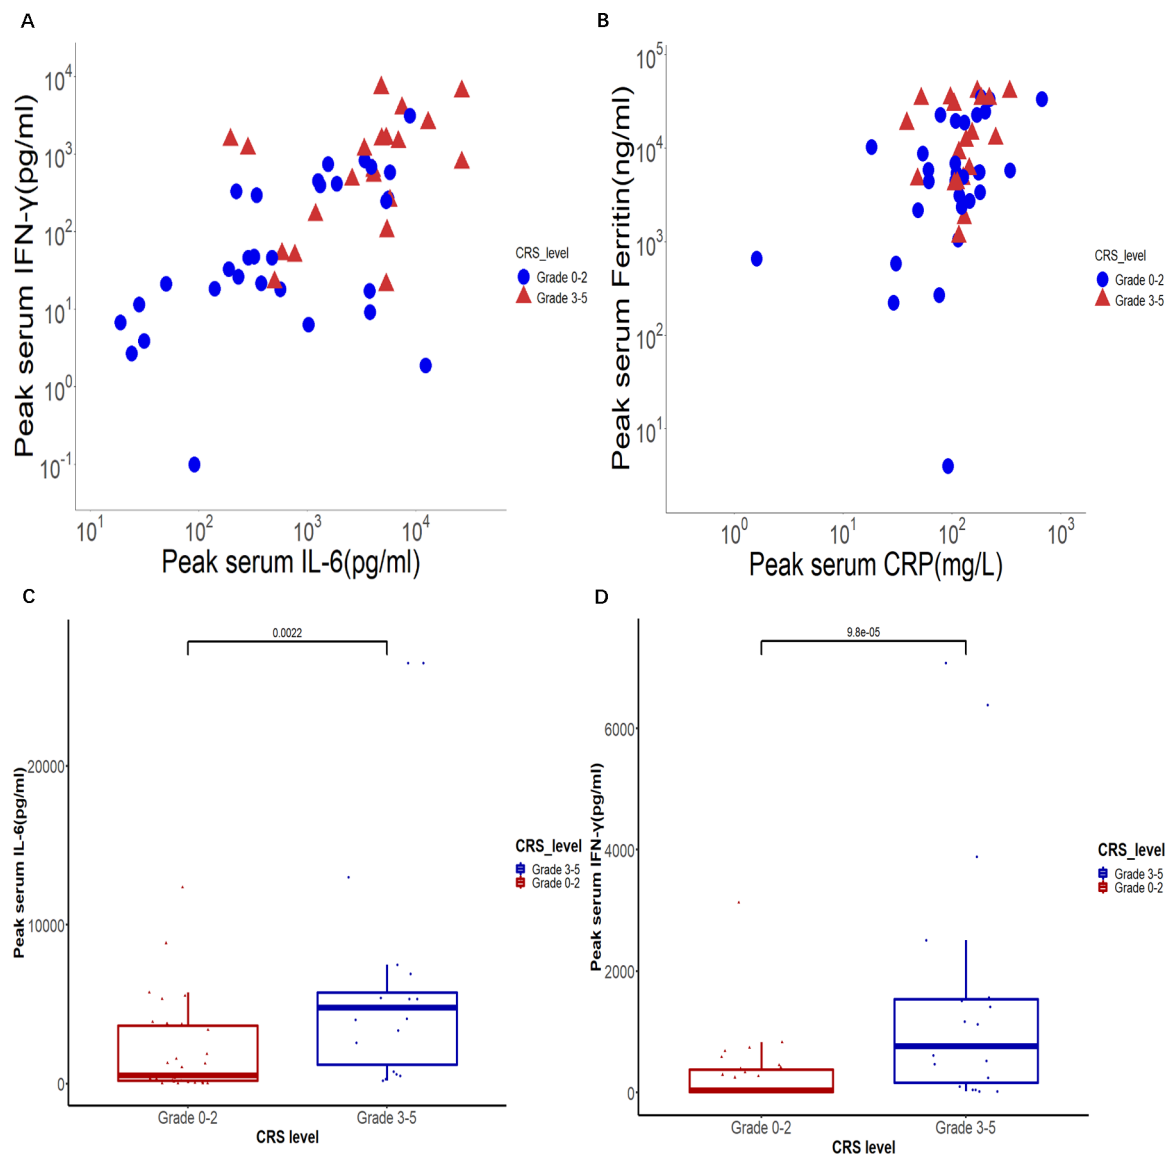 A
Peak serum IFN-γ(pg/ml)
10^4
10^3
10^2
10^1
10^0
10^-1
10^1 10^2 10^3 10^4
Peak serum IL-6(pg/ml)
CRS_level
Grade 0-2
Grade 3-5
B
Peak serum Ferritin(ng/ml)
10^5
10^4
10^3
10^2
10^1
10^0 10^1 10^2 10^3
Peak serum CRP(mg/L)
CRS_level
Grade 0-2
Grade 3-5
C
0.0022
Peak serum IL-6(pg/ml)
20000
10000
0
Grade 0-2 Grade 3-5
CRS level
CRS_level
Grade 3-5
Grade 0-2
D
9.8e-05
Peak serum IFN-γ(pg/ml)
6000
4000
2000
0
Grade 0-2 Grade 3-5
CRS level
CRS_level
Grade 3-5
Grade 0-2